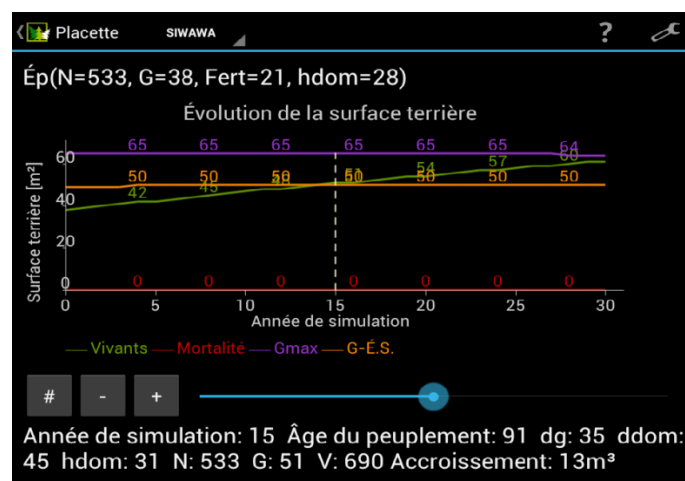 Placette SIWAWA ?
Ép(N=533, G=38, Fert=21, hdom=28)
Évolution de la surface terrière
65 65 65 65 65 65 64
60 54 57 60
50 50 50 51 50 50 50 50
42 45 48
40
20
0 0 0 0 0 0 0 0
Surface terrière [m²]
0 5 10 15 20 25 30
Année de simulation
Vivants Mortalité Gmax G-É.S.
# - +
Année de simulation: 15 Âge du peuplement: 91 dg: 35 ddom:
45 hdom: 31 N: 533 G: 51 V: 690 Accroissement: 13m³